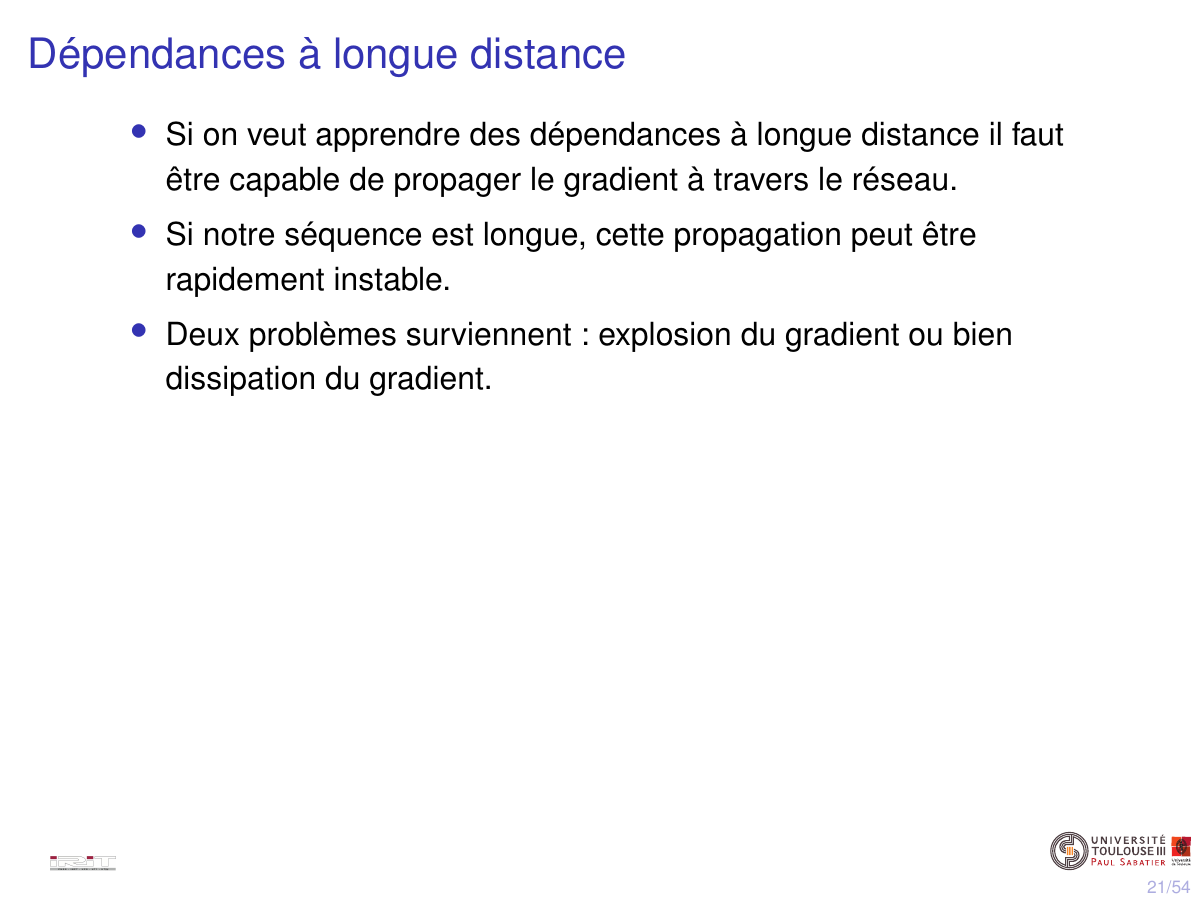 Dépendances à longue distance
Si on veut apprendre des dépendances à longue distance il faut
être capable de propager le gradient à travers le réseau.
Si notre séquence est longue, cette propagation peut être
rapidement instable.
Deux problèmes surviennent : explosion du gradient ou bien
dissipation du gradient.
IRIT
UNIVERSITÉ
TOULOUSE III
PAUL SABATIER
21/54